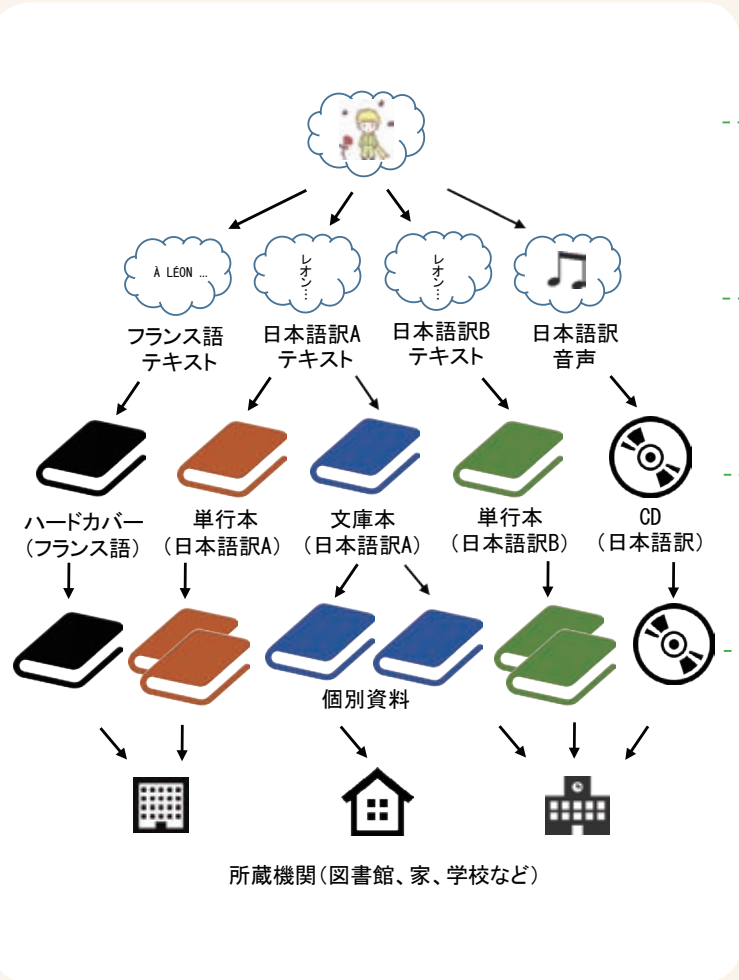 À LÉON …
レオン…
レオン…
フランス語
テキスト
日本語訳A
テキスト
日本語訳B
テキスト
日本語訳
音声
ハードカバー
（フランス語）
単行本
（日本語訳A）
文庫本
（日本語訳A）
単行本
（日本語訳B）
CD
（日本語訳）
個別資料
所蔵機関（図書館、家、学校など）